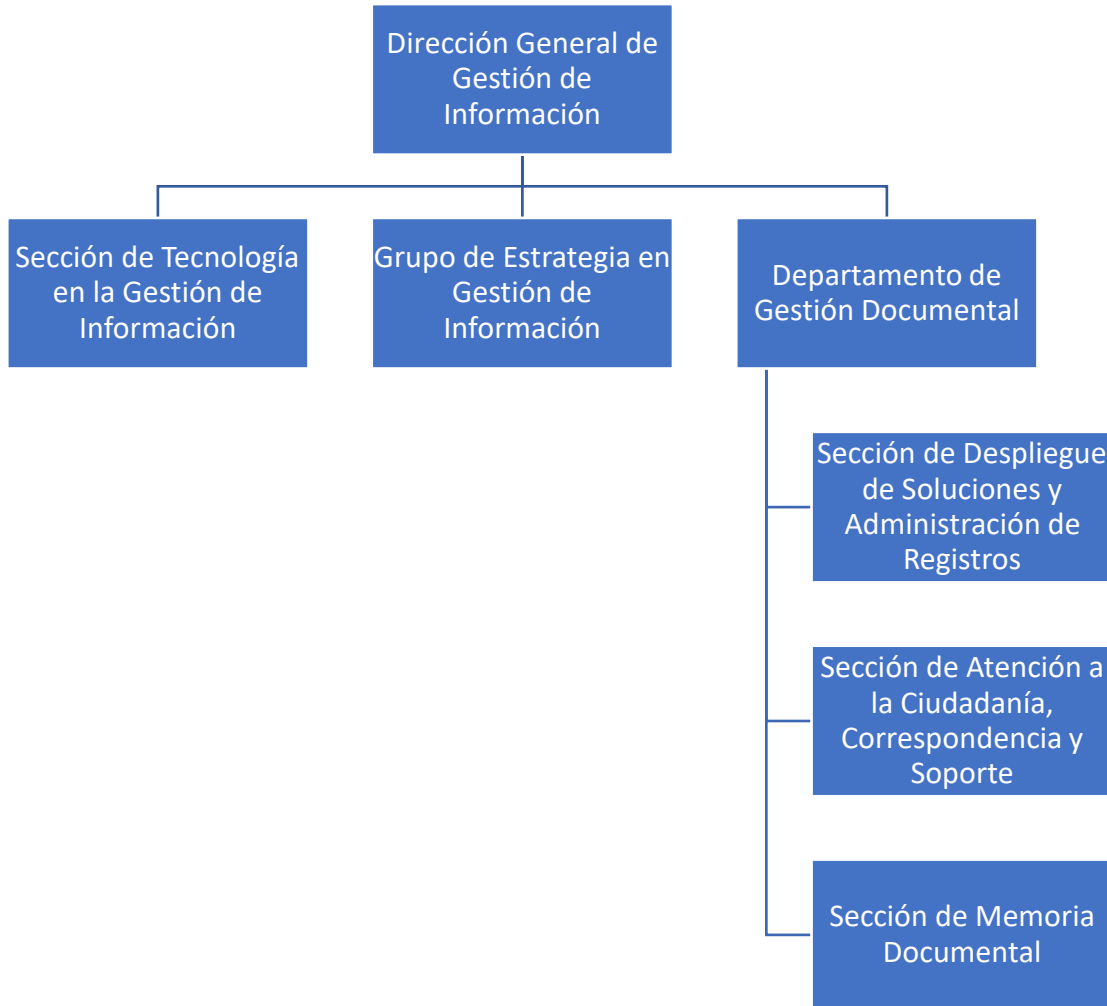 Dirección General de
Gestión de
Información
Sección de Tecnología
en la Gestión de
Información
Grupo de Estrategia en
Gestión de
Información
Departamento de
Gestión Documental
Sección de Despliegue
de Soluciones y
Administración de
Registros
Sección de Atención a
la Ciudadanía,
Correspondencia y
Soporte
Sección de Memoria
Documental